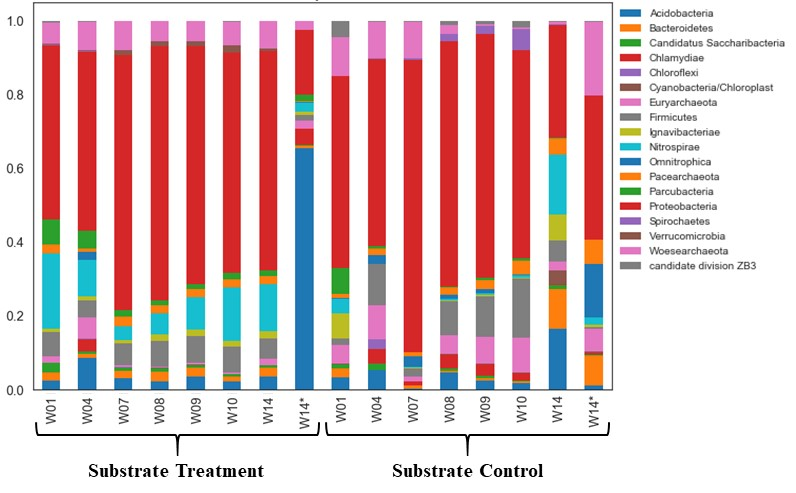 1.0
0.8
0.6
0.4
0.2
0.0
W01
W04
W07
W08
W09
W10
W14
W14*
W01
W04
W07
W08
W09
W10
W14
W14*
Substrate Treatment
Substrate Control
Acidobacteria
Bacteroidetes
Candidatus Saccharibacteria
Chlamydiae
Chloroflexi
Cyanobacteria/Chloroplast
Euryarchaeota
Firmicutes
Ignavibacteriae
Nitrospirae
Omnitrophica
Pacearchaeota
Parcubacteria
Proteobacteria
Spirochaetes
Verrucomicrobia
Woesearchaeota
candidate division ZB3